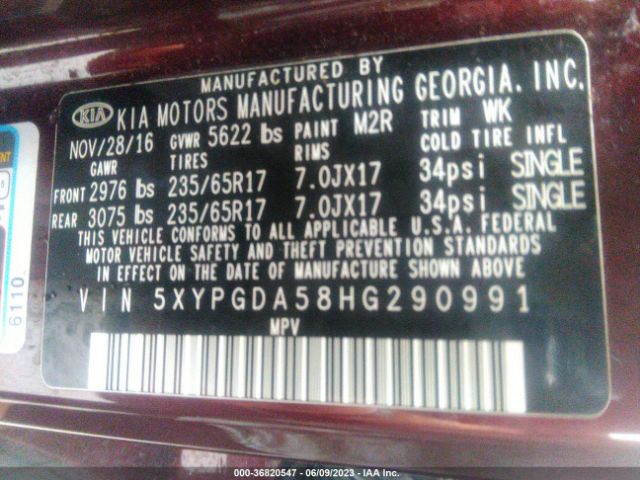 MANUFACTURED BY
KIA KIA MOTORS MANUFACTURING GEORGIA, INC.
NOV/28/16 GVWR 5622 lbs PAINT M2R TRIM WK
GAWR TIRES RIMS COLD TIRE INFL
FRONT 2976 lbs 235/65R17 7.0JX17 34psi SINGLE
REAR 3075 lbs 235/65R17 7.0JX17 34psi SINGLE
THIS VEHICLE CONFORMS TO ALL APPLICABLE U.S.A. FEDERAL
MOTOR VEHICLE SAFETY AND THEFT PREVENTION STANDARDS
IN EFFECT ON THE DATE OF MANUFACTURE SHOWN ABOVE.
VIN 5XYPGDA58HG290991
MPV
6110
000-36820547 - 06/09/2023 - IAA Inc.